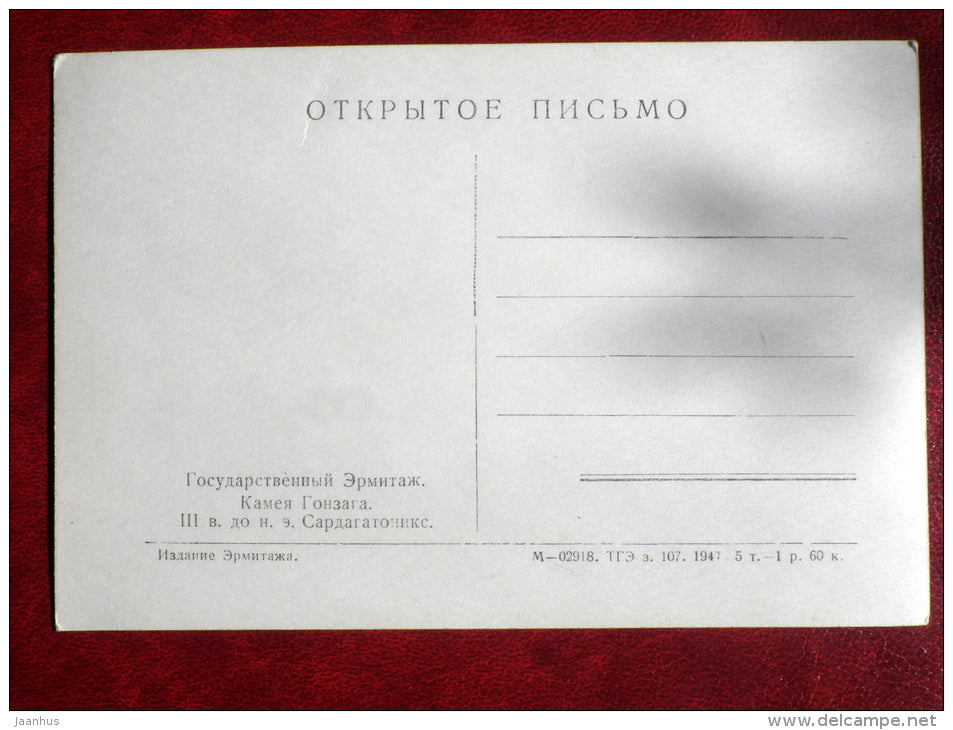 ОТКРЫТОЕ ПИСЬМО
Государственный Эрмитаж.
Камея Гонзага.
III в. до н. э. Сардагатоникс.
Издание Эрмитажа.
М—02918. ТГЭ з. 107. 1947 5 т.—1 р. 60 к.
Jaanhus
www.delcampe.net